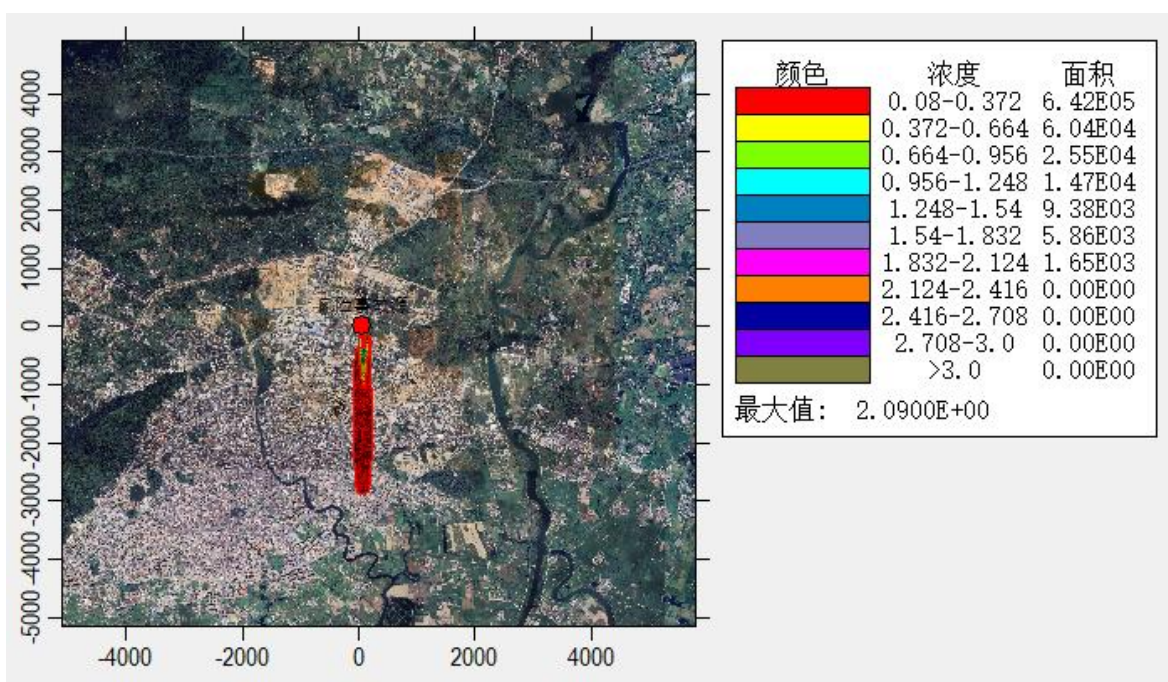 颜色 浓度 面积
0.08-0.372 6.42E05
0.372-0.664 6.04E04
0.664-0.956 2.55E04
0.956-1.248 1.47E04
1.248-1.54 9.38E03
1.54-1.832 5.86E03
1.832-2.124 1.65E03
2.124-2.416 0.00E00
2.416-2.708 0.00E00
2.708-3.0 0.00E00
>3.0 0.00E00
最大值: 2.0900E+00
4000
3000
2000
1000
0
-1000
-2000
-3000
-4000
-5000
-4000 -2000 0 2000 4000